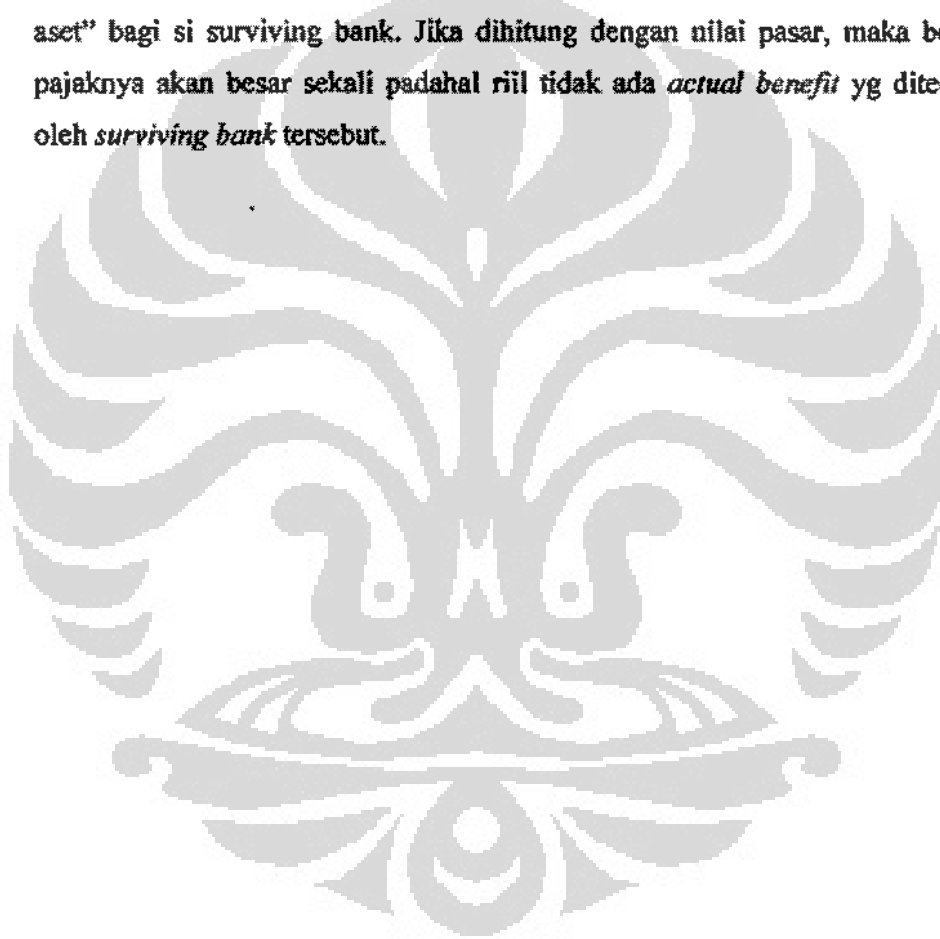 aset” bagi si surviving bank. Jika dihitung dengan nilai pasar, maka
pajaknya akan besar sekali padahal riil tidak ada actual benefit yg
oleh surviving bank tersebut.